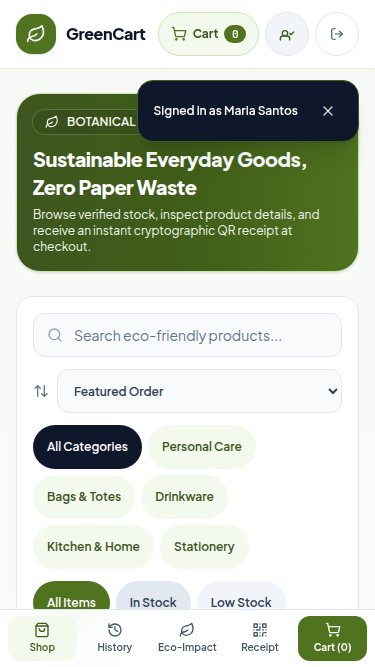 GreenCart
Cart 0
Signed in as Maria Santos
BOTANICAL
Sustainable Everyday Goods,
Zero Paper Waste
Browse verified stock, inspect product details, and
receive an instant cryptographic QR receipt at
checkout.
Search eco-friendly products...
Featured Order
All Categories
Personal Care
Bags & Totes
Drinkware
Kitchen & Home
Stationery
All Items
In Stock
Low Stock
Shop
History
Eco-Impact
Receipt
Cart (0)